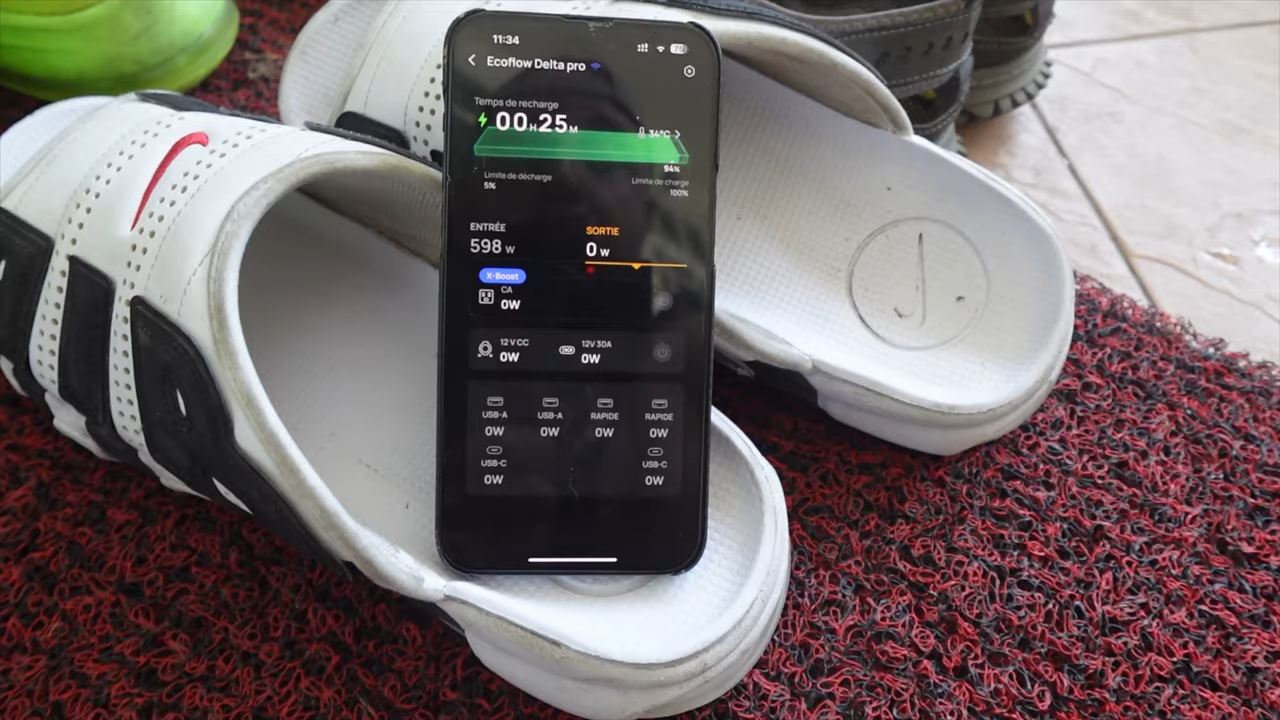 11:34
70
Ecoflow Delta pro
Temps de recharge
00H25M
34°C
94%
Limite de décharge
5%
Limite de charge
100%
ENTRÉE
598 W
SORTIE
0 W
X-Boost
CA
0W
12 V CC
0W
12V 30A
0W
USB-A
0W
USB-A
0W
RAPIDE
0W
RAPIDE
0W
USB-C
0W
USB-C
0W